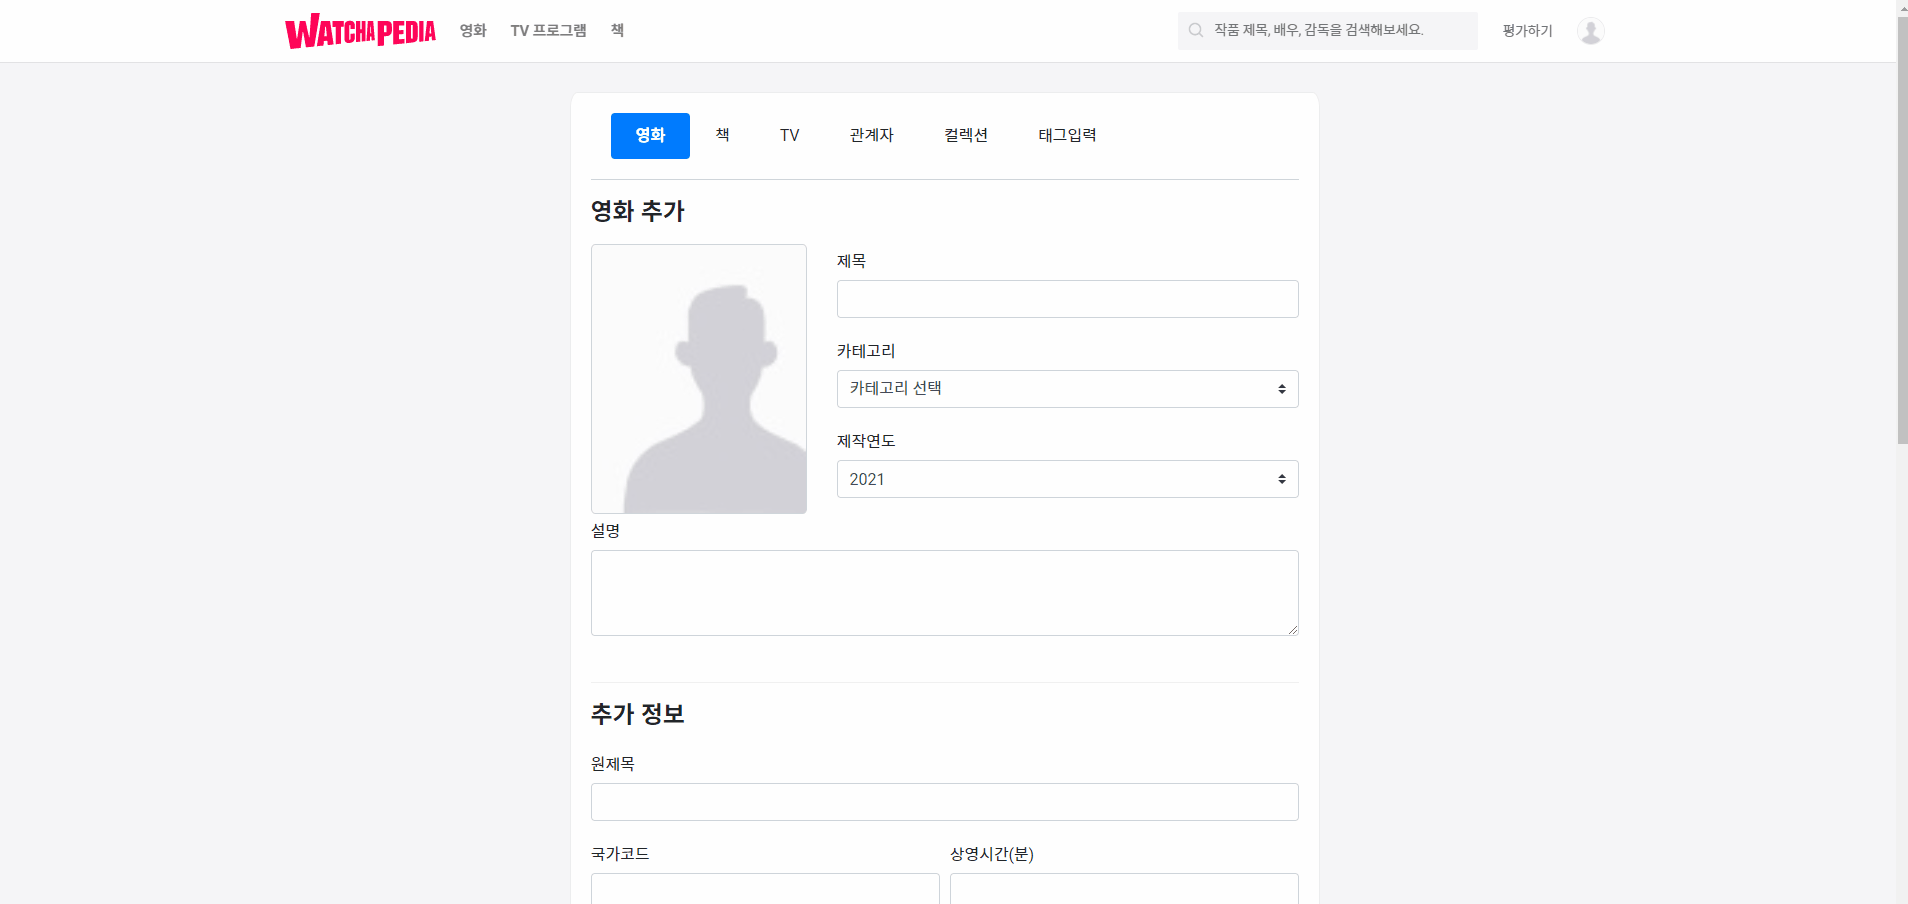 WATCHAPEDIA 영화 TV 프로그램 책 작품 제목, 배우, 감독을 검색해보세요. 평가하기
영화 책 TV 관계자 컬렉션 태그입력
영화 추가
제목
카테고리
카테고리 선택
제작연도
2021
설명
추가 정보
원제목
국가코드 상영시간(분)